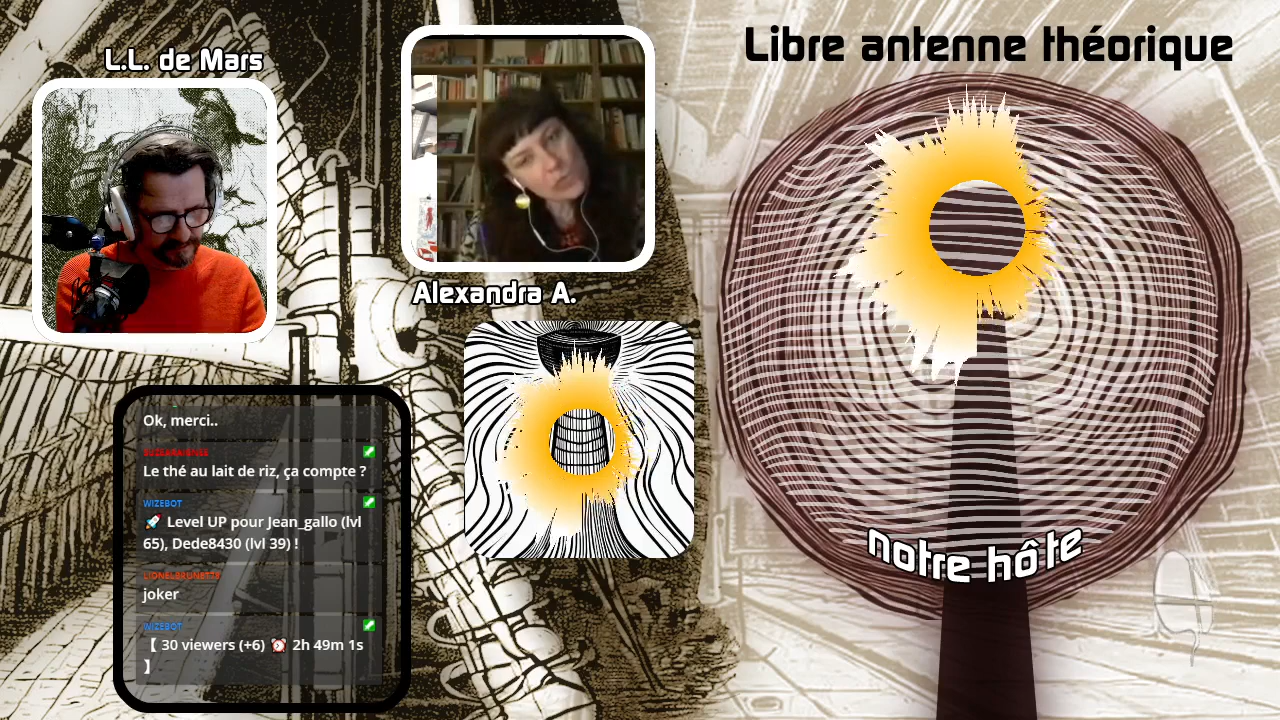 Libre antenne théorique
L.L. de Mars
Alexandra A.
Ok, merci..
Le thé au lait de riz, ça compte ?
WIZEBOT
🚀 Level UP pour Jean_gallo (lvl
65), Dede8430 (lvl 39) !
LIONELBRUNETTE
joker
WIZEBOT
【 30 viewers (+6) ⏰ 2h 49m 1s
】
notre hôte